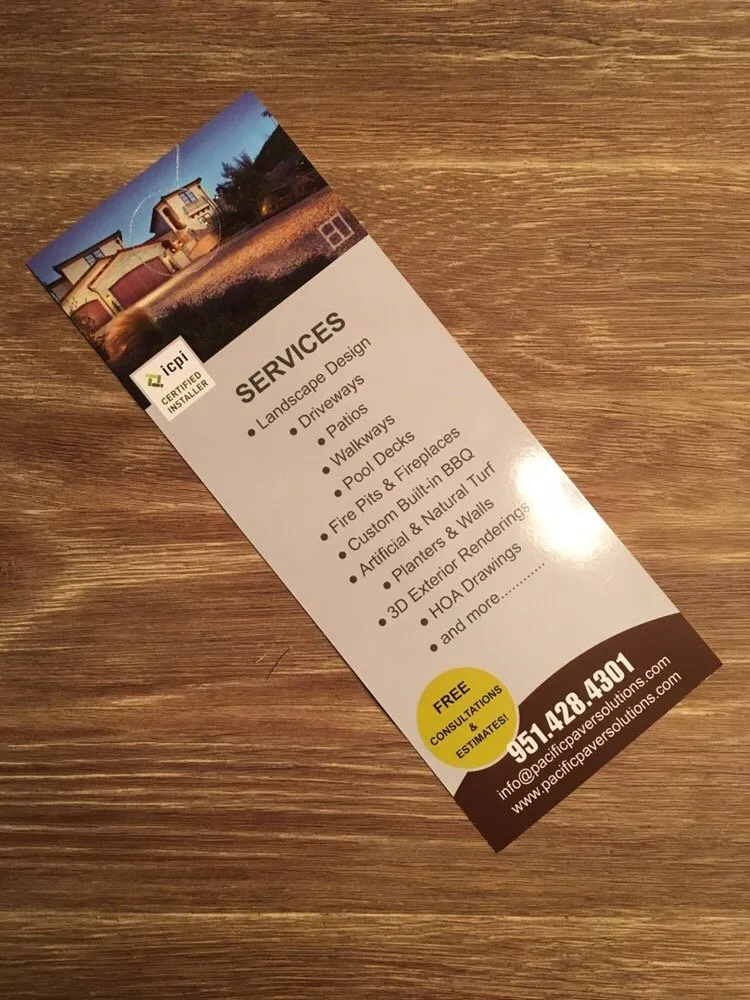 icpi
CERTIFIED
INSTALLER
SERVICES
• Landscape Design
• Driveways
• Patios
• Walkways
• Pool Decks
• Fire Pits & Fireplaces
• Custom Built-in BBQ
• Artificial & Natural Turf
• Planters & Walls
• 3D Exterior Renderings
• HOA Drawings
• and more............
FREE
CONSULTATIONS
&
ESTIMATES!
951.428.4301
info@pacificpaversolutions.com
www.pacificpaversolutions.com